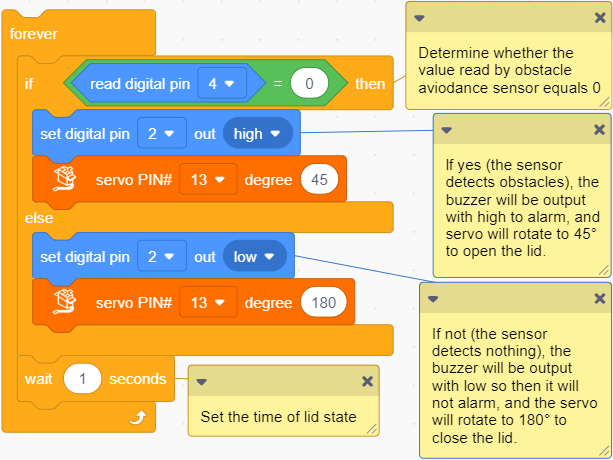 forever
if read digital pin 4 = 0 then
set digital pin 2 out high
servo PIN# 13 degree 45
else
set digital pin 2 out low
servo PIN# 13 degree 180
wait 1 seconds
Determine whether the
value read by obstacle
aviodance sensor equals 0
If yes (the sensor
detects obstacles), the
buzzer will be output
with high to alarm, and
servo will rotate to 45°
to open the lid.
If not (the sensor
detects nothing), the
buzzer will be output
with low so then it will
not alarm, and the servo
will rotate to 180° to
close the lid.
Set the time of lid state